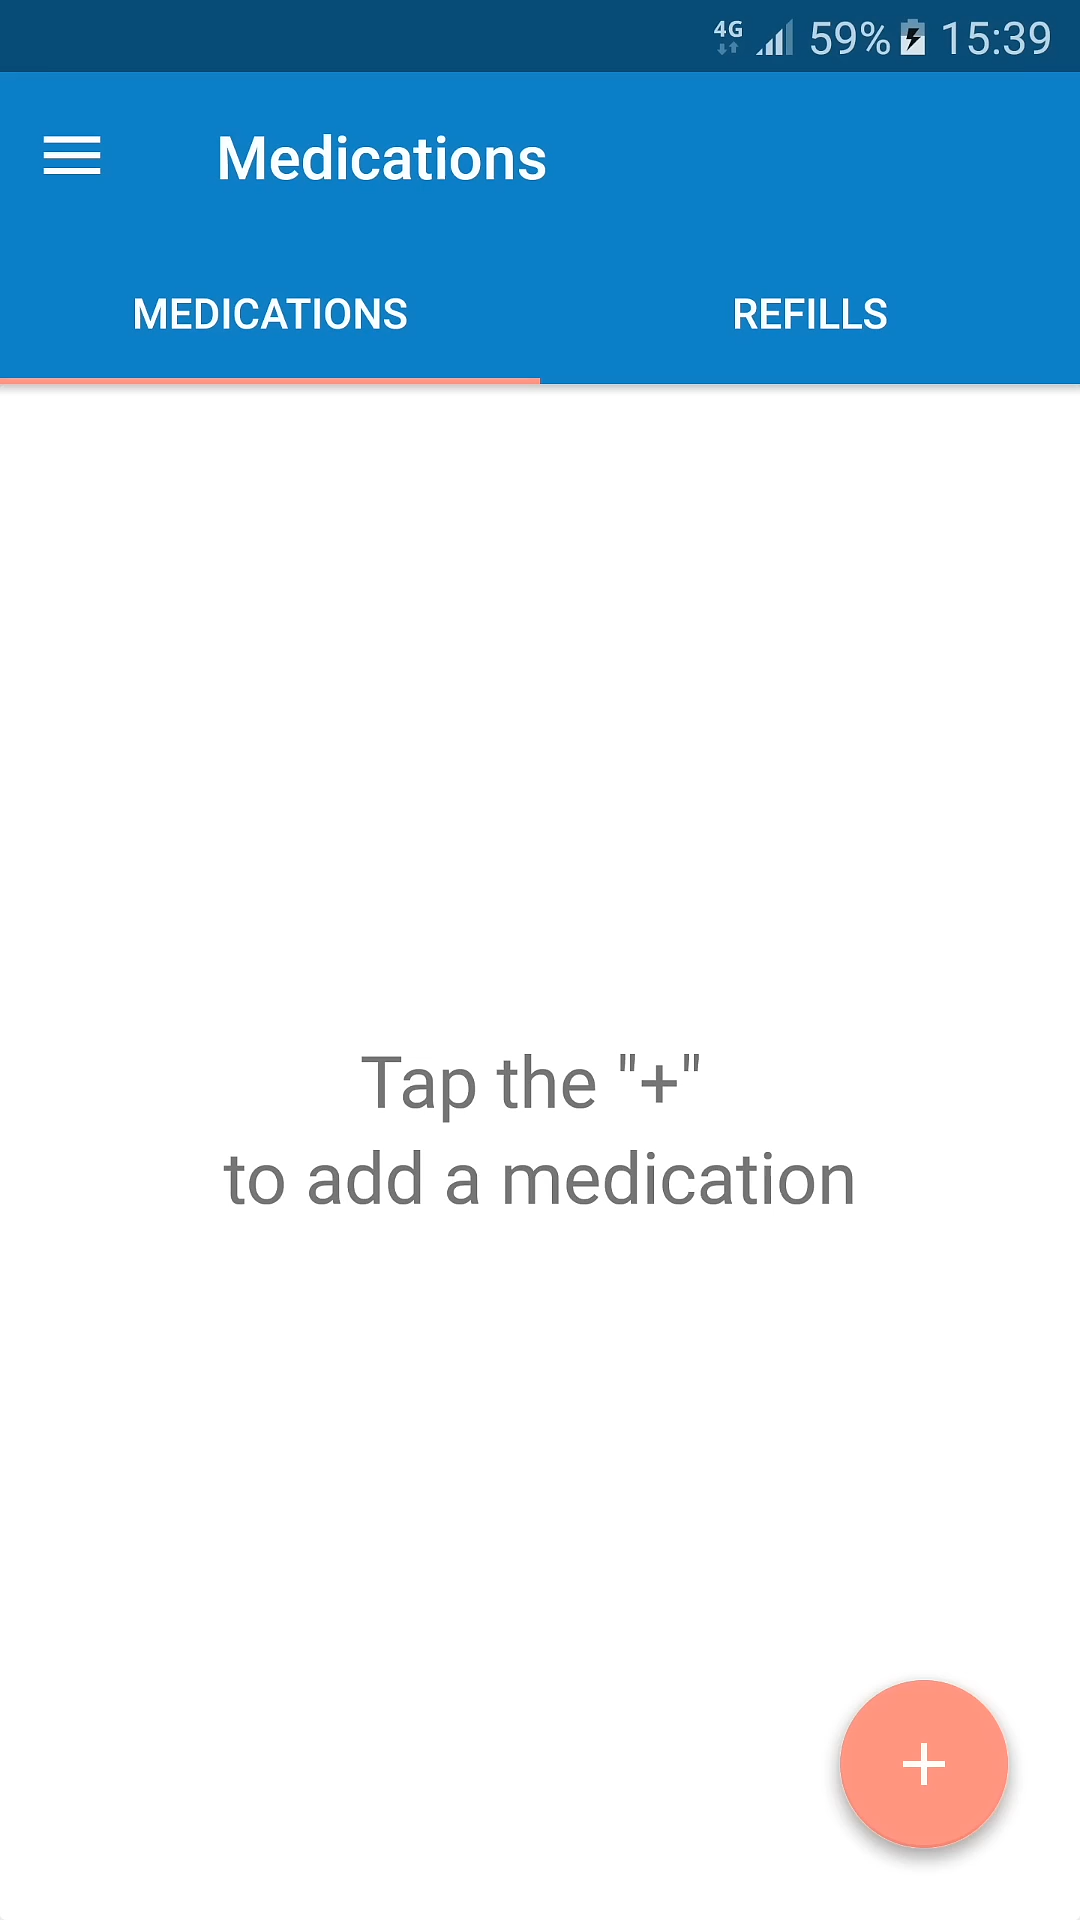 4G 59% 15:39
Medications
MEDICATIONS REFILLS
Tap the "+"
to add a medication